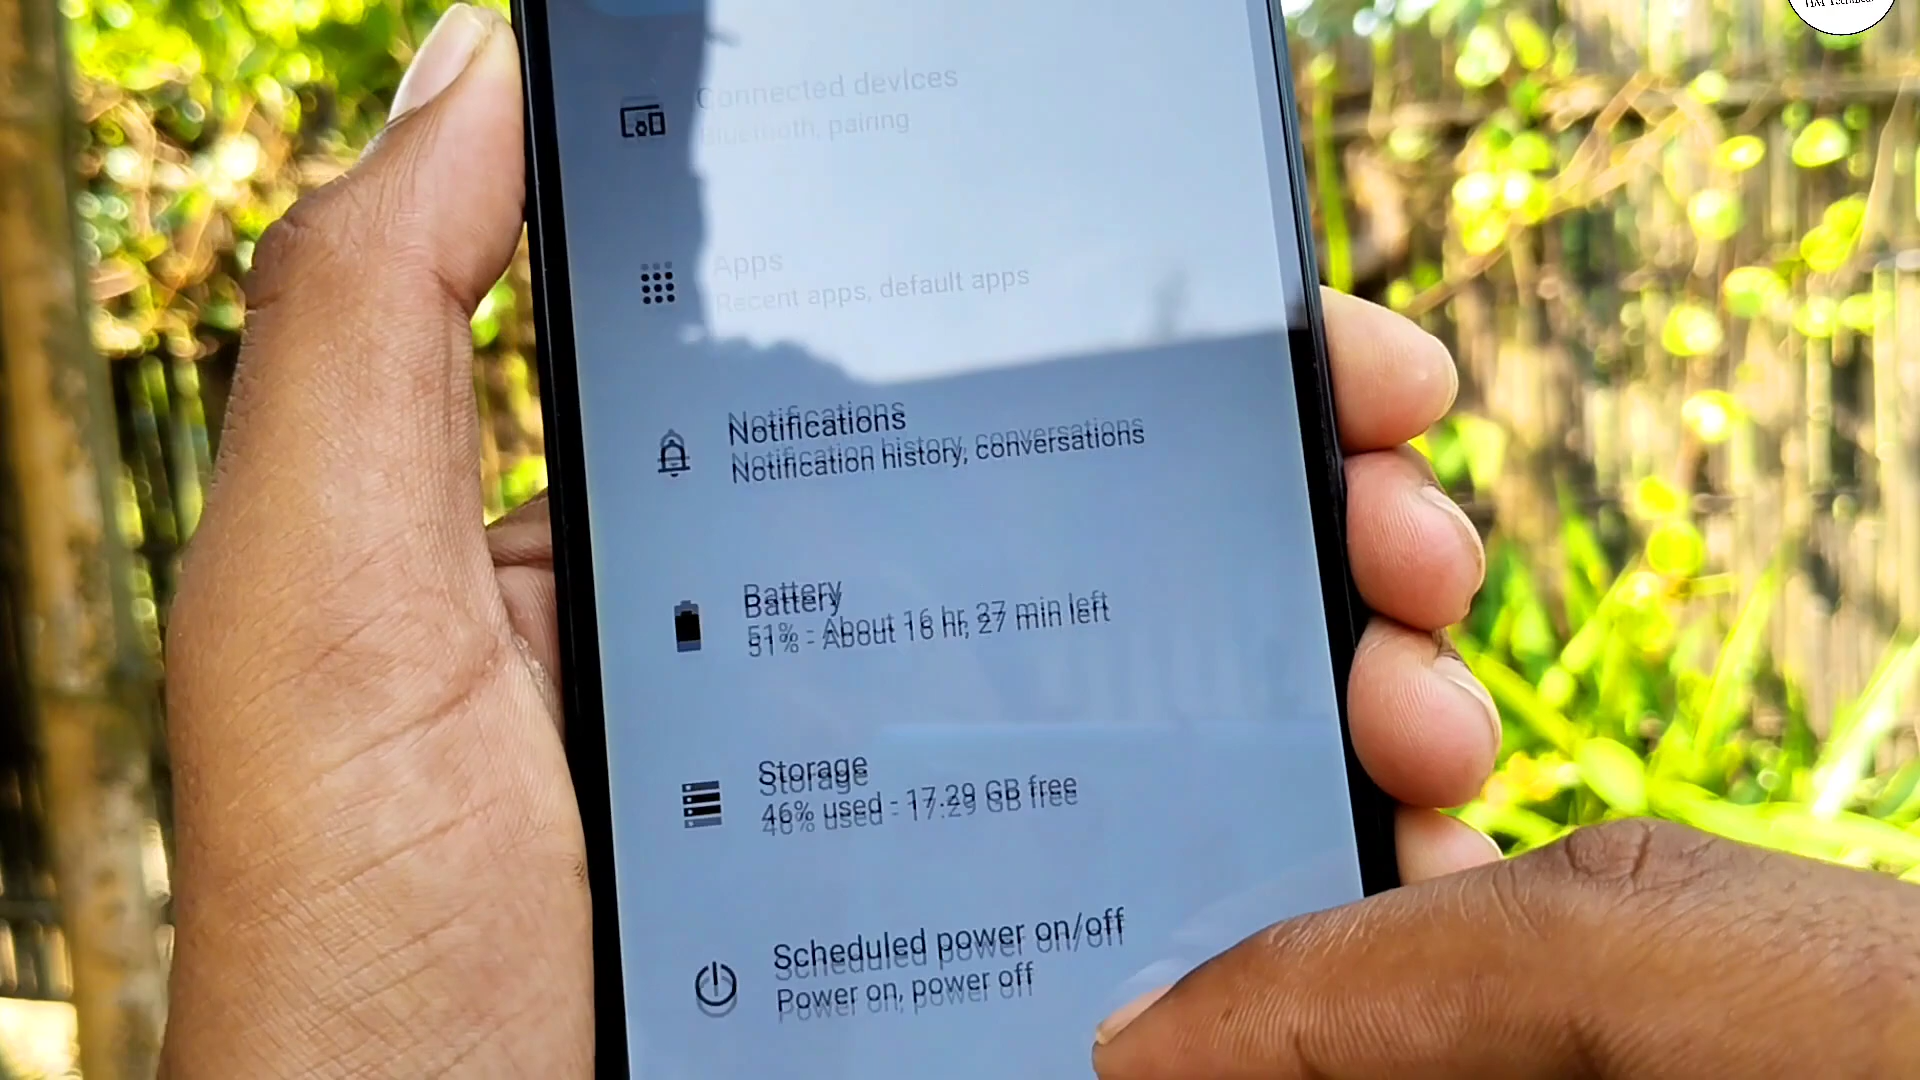 Connected devices
Bluetooth, pairing
Apps
Recent apps, default apps
Notifications
Notification history, conversations
Battery
51% - About 16 hr, 27 min left
Storage
46% used - 17.29 GB free
Scheduled power on/off
Power on, power off